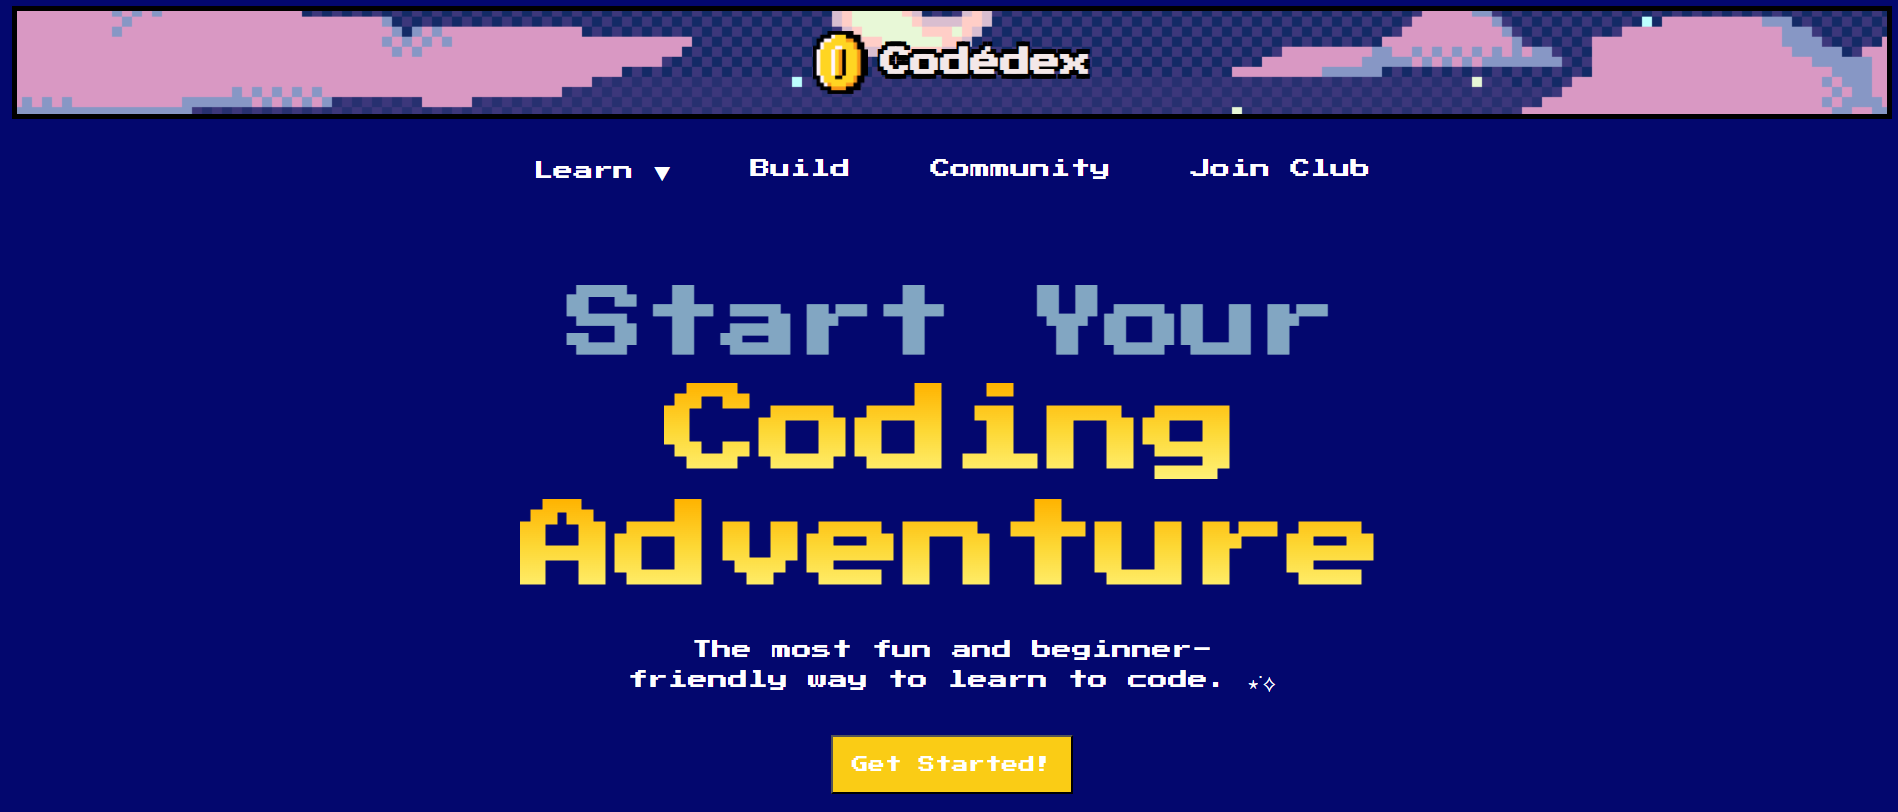 Codédex
Learn ▼ Build Community Join Club
Start Your
Coding
Adventure
The most fun and beginner-
friendly way to learn to code. ⋆˙✧
Get Started!